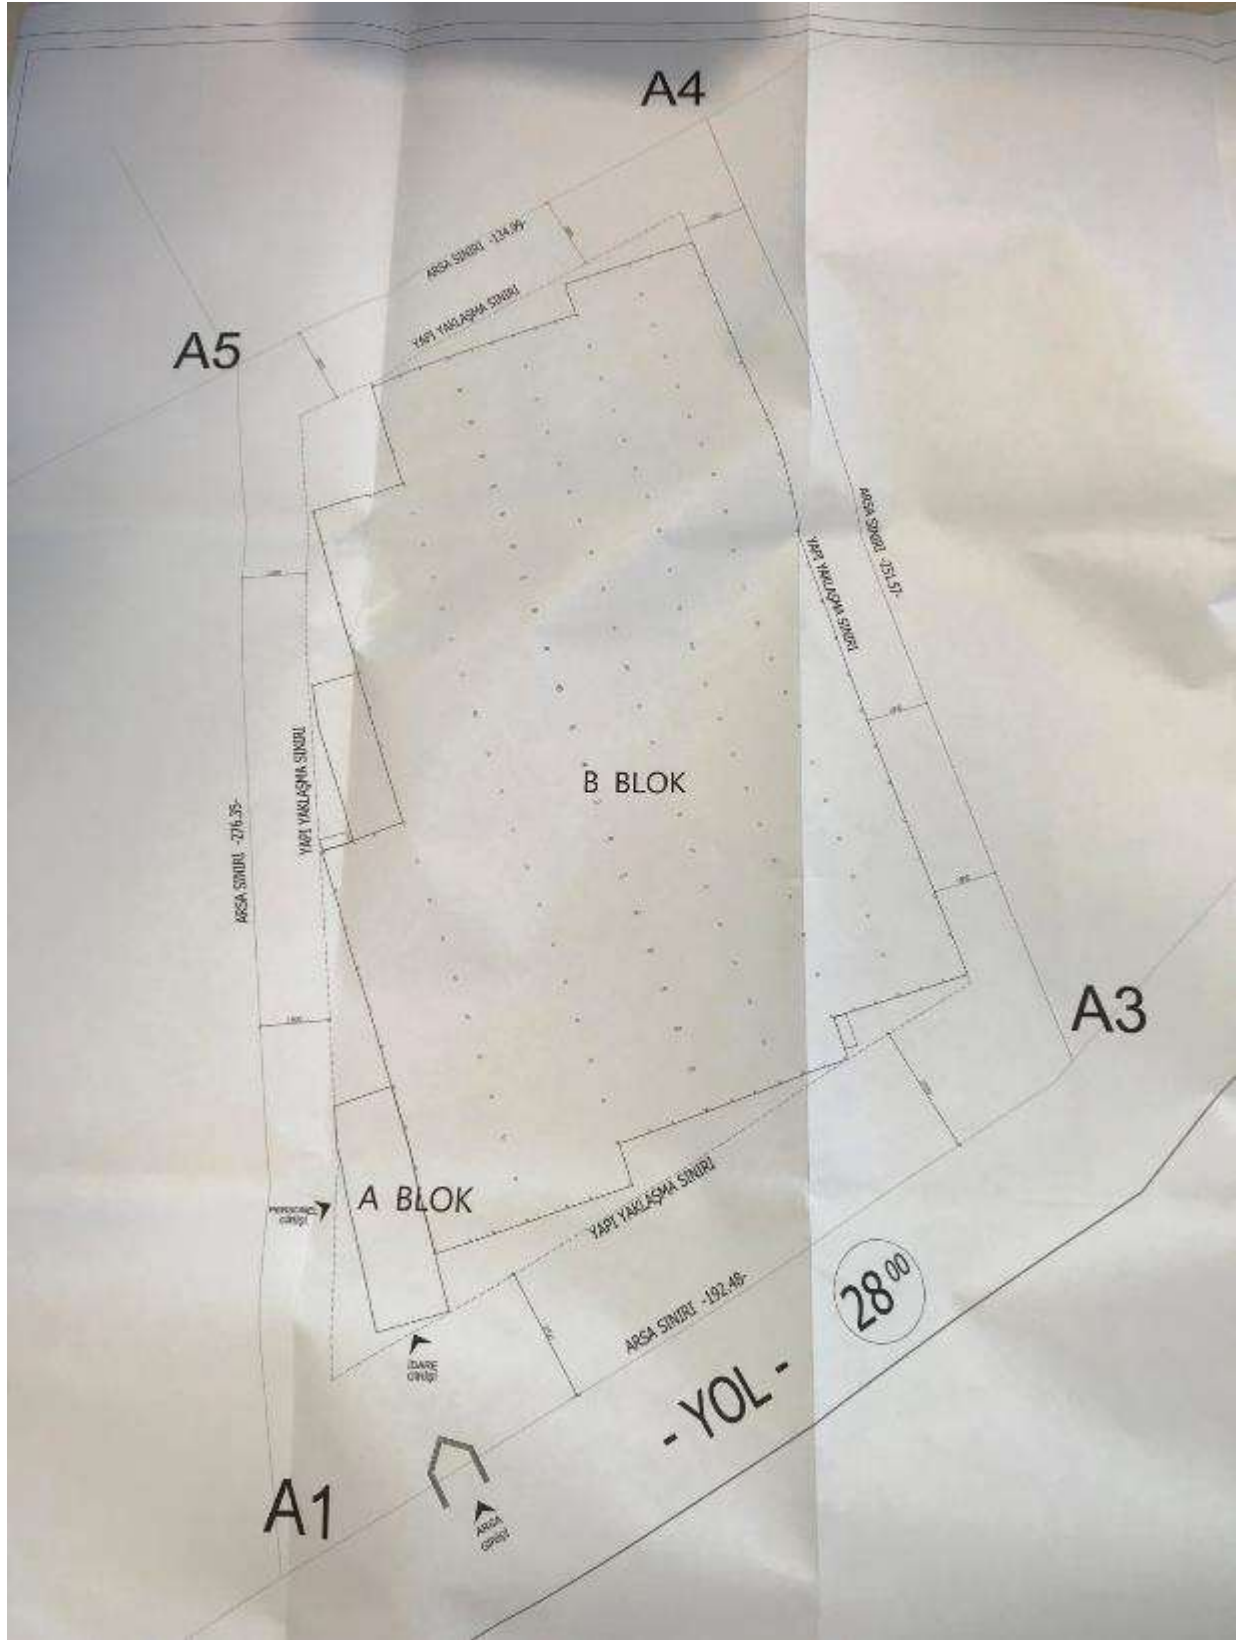 A4
ARSA SINIRI -134.99-
YAPI YAKLAŞMA SINIRI
A5
ARSA SINIRI -251.57-
YAPI YAKLAŞMA SINIRI
YAPI YAKLAŞMA SINIRI
B BLOK
ARSA SINIRI -276.35-
A3
A BLOK
PERSONEL
GİRİŞİ
YAPI YAKLAŞMA SINIRI
28 00
ARSA SINIRI -192.48-
İDARE
GİRİŞİ
- YOL -
A1
ARSA
GİRİŞİ